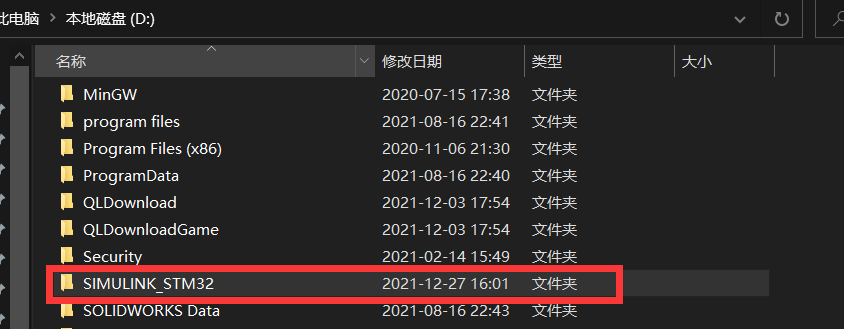 此电脑 > 本地磁盘 (D:)
名称 修改日期 类型 大小
MinGW 2020-07-15 17:38 文件夹
program files 2021-08-16 22:41 文件夹
Program Files (x86) 2020-11-06 21:30 文件夹
ProgramData 2021-08-16 22:40 文件夹
QLDownload 2021-12-03 17:54 文件夹
QLDownloadGame 2021-12-03 17:54 文件夹
Security 2021-02-14 15:49 文件夹
SIMULINK_STM32 2021-12-27 16:01 文件夹
SOLIDWORKS Data 2021-08-16 22:43 文件夹